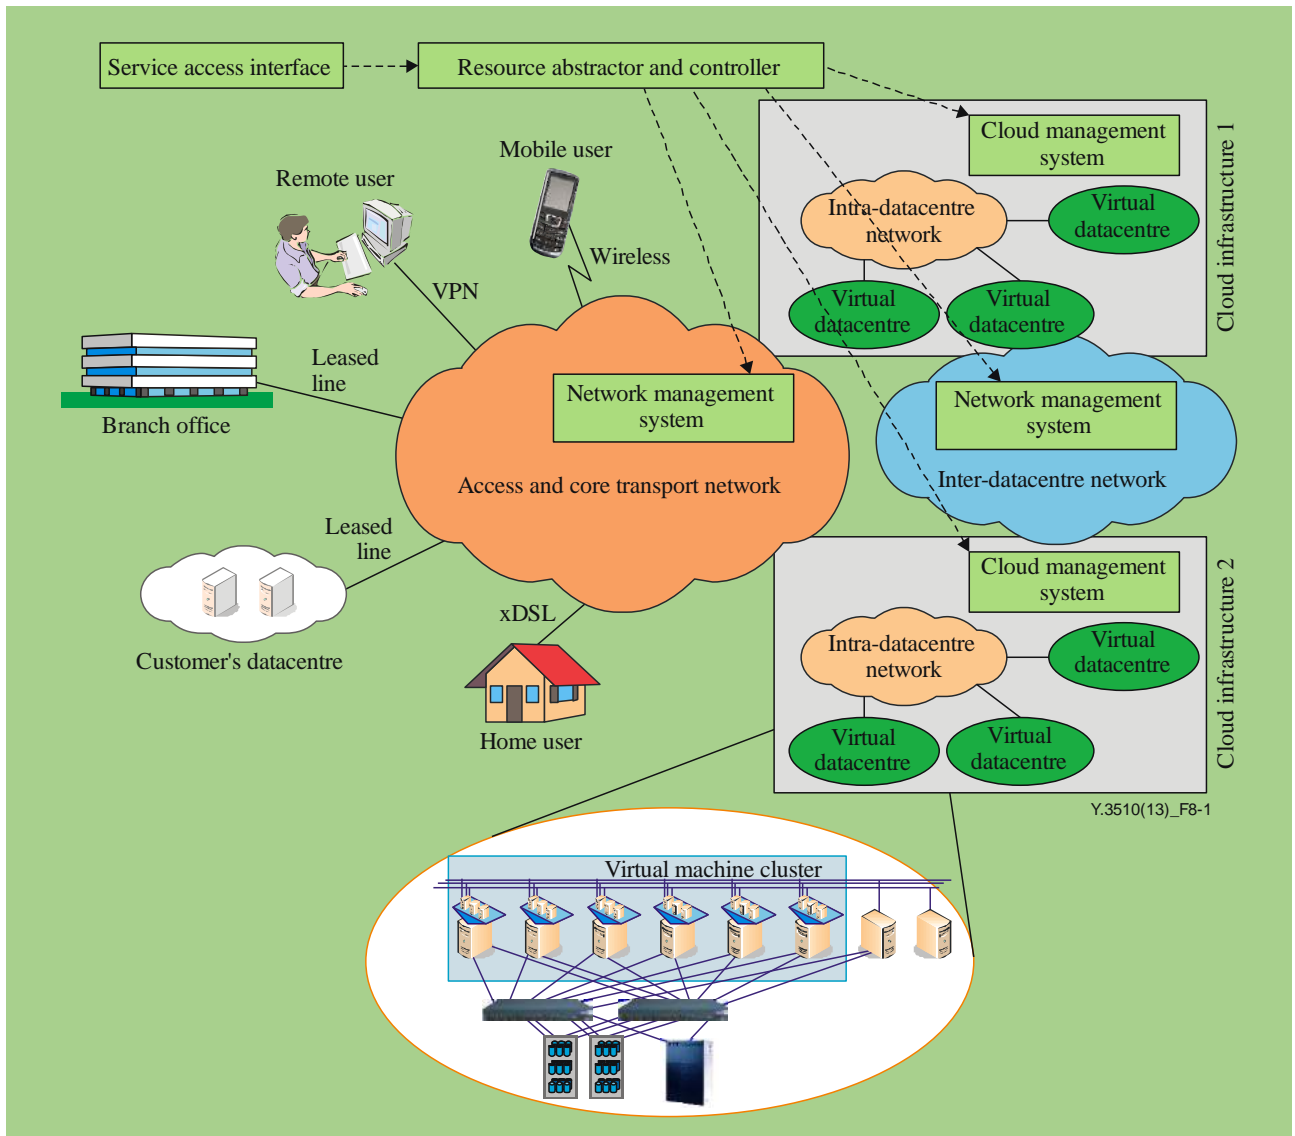 Service access interface
Resource abstractor and controller
Cloud management
system
Cloud infrastructure 1
Mobile user
Remote user
Intra-datacentre
network
Virtual
datacentre
Wireless
VPN
Virtual
datacentre
Virtual
datacentre
Leased
line
Branch office
Network management
system
Network management
system
Access and core transport network
Inter-datacentre network
Leased
line
Customer's datacentre
xDSL
Home user
Cloud management
system
Cloud infrastructure 2
Intra-datacentre
network
Virtual
datacentre
Virtual
datacentre
Virtual
datacentre
Y.3510(13)_F8-1
Virtual machine cluster